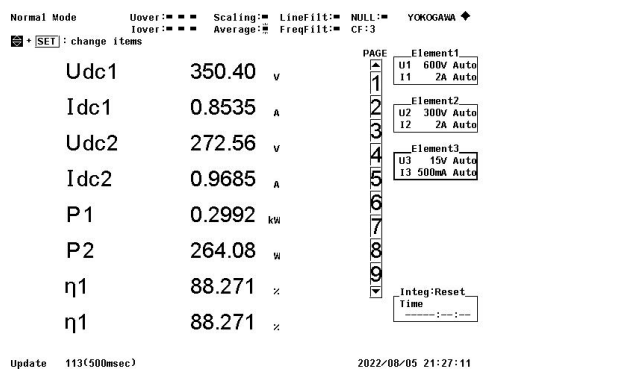 Normal Mode Uover:■ ■ ■ Scaling:■ LineFilt:■ NULL:■ YOKOGAWA ◆
Iover:■ ■ ■ Average:■ FreqFilt:■ CF:3
+ SET : change items
PAGE
Element1
U1 600V Auto
I1 2A Auto
Element2
U2 300V Auto
I2 2A Auto
Element3
U3 15V Auto
I3 500mA Auto
Udc1 350.40 V
Idc1 0.8535 A
Udc2 272.56 V
Idc2 0.9685 A
P1 0.2992 kW
P2 264.08 W
η1 88.271 %
η1 88.271 %
1
2
3
4
5
6
7
8
9
Integ:Reset
Time
-----:--:--
Update 113(500msec) 2022/08/05 21:27:11